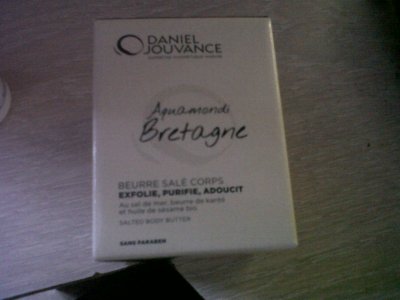 DANIEL
JOUVANCE
Aquamondi
Bretagne
BEURRE SALÉ CORPS
EXFOLIE, PURIFIE, ADOUCIT
Au sel de mer, beurre de karité
et huile de sésame bio
SALTED BODY BUTTER
SANS PARABEN